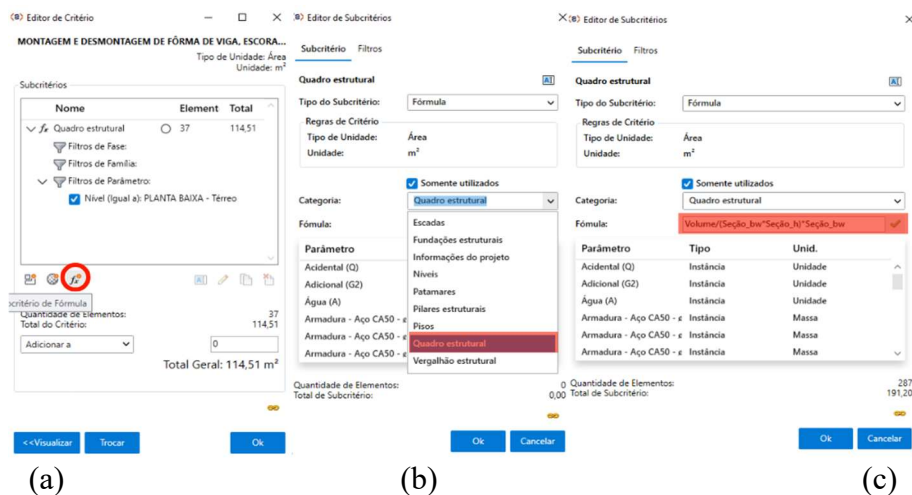 Editor de Critério
MONTAGEM E DESMONTAGEM DE FÔRMA DE VIGA, ESCORA...
Tipo de Unidade: Área
Unidade: m²
Subcritérios
Nome Element Total
fx Quadro estrutural 37 114,51
Filtros de Fase:
Filtros de Família:
Filtros de Parâmetro:
Nível (Igual a): PLANTA BAIXA - Térreo
critério de Fórmula
Quantidade de Elementos: 37
Total do Critério: 114,51
Adicionar a 0
Total Geral: 114,51 m²
<<Visualizar Trocar Ok
(a)
Editor de Subcritérios
Subcritério Filtros
Quadro estrutural
Tipo do Subcritério: Fórmula
Regras de Critério
Tipo de Unidade: Área
Unidade: m²
Somente utilizados
Categoria: Quadro estrutural
Fómula:
Escadas
Fundações estruturais
Informações do projeto
Níveis
Patamares
Pilares estruturais
Pisos
Quadro estrutural
Vergalhão estrutural
Parâmetro
Acidental (Q)
Adicional (G2)
Água (A)
Armadura - Aço CA50 -
Armadura - Aço CA50 -
Armadura - Aço CA50 -
Quantidade de Elementos: 0
Total de Subcritério: 0,00
Ok Cancelar
(b)
Editor de Subcritérios
Subcritério Filtros
Quadro estrutural
Tipo do Subcritério: Fórmula
Regras de Critério
Tipo de Unidade: Área
Unidade: m²
Somente utilizados
Categoria: Quadro estrutural
Fómula: Volume/(Seção_bw*Seção_h)*Seção_bw
Parâmetro Tipo Unid.
Acidental (Q) Instância Unidade
Adicional (G2) Instância Unidade
Água (A) Instância Unidade
Armadura - Aço CA50 - Instância Massa
Armadura - Aço CA50 - Instância Massa
Armadura - Aço CA50 - Instância Massa
Quantidade de Elementos: 287
Total de Subcritério: 191,20
Ok Cancelar
(c)